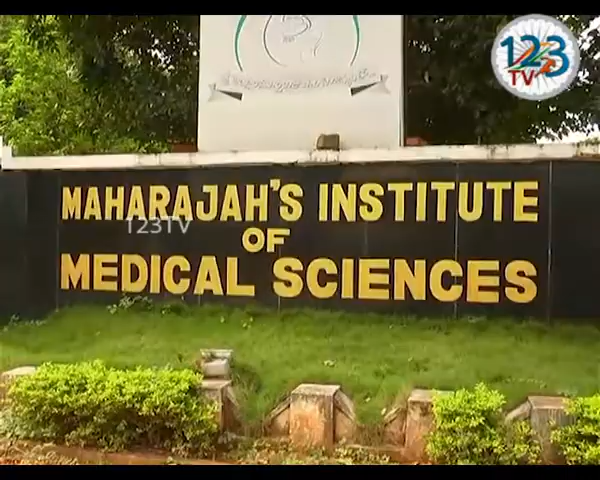 123
TV
MAHARAJAH'S INSTITUTE
123TV
OF
MEDICAL SCIENCES